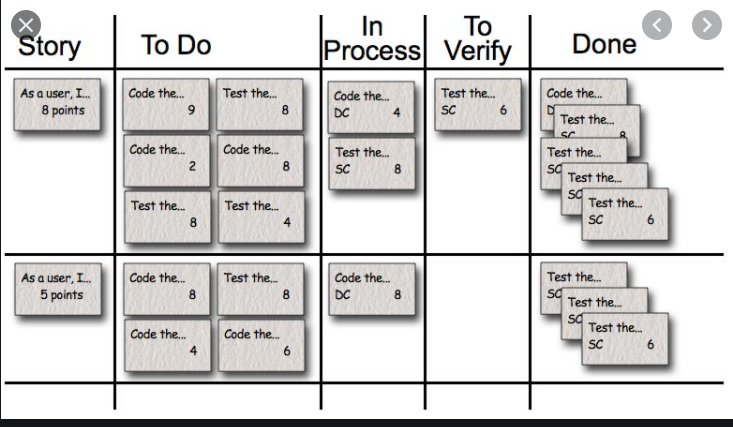 Story
To Do
In
Process
To
Verify
Done
As a user, I...
8 points
Code the...
9
Test the...
8
Code the...
2
Code the...
8
Test the...
8
Test the...
4
Code the...
DC 4
Test the...
SC 8
Test the...
SC 6
Code the...
D
Test the...
SC 8
Test the...
SC
Test the...
SC
Test the...
SC 6
As a user, I...
5 points
Code the...
8
Test the...
8
Code the...
4
Code the...
6
Code the...
DC 8
Test the...
SC
Test the...
SC
Test the...
SC 6